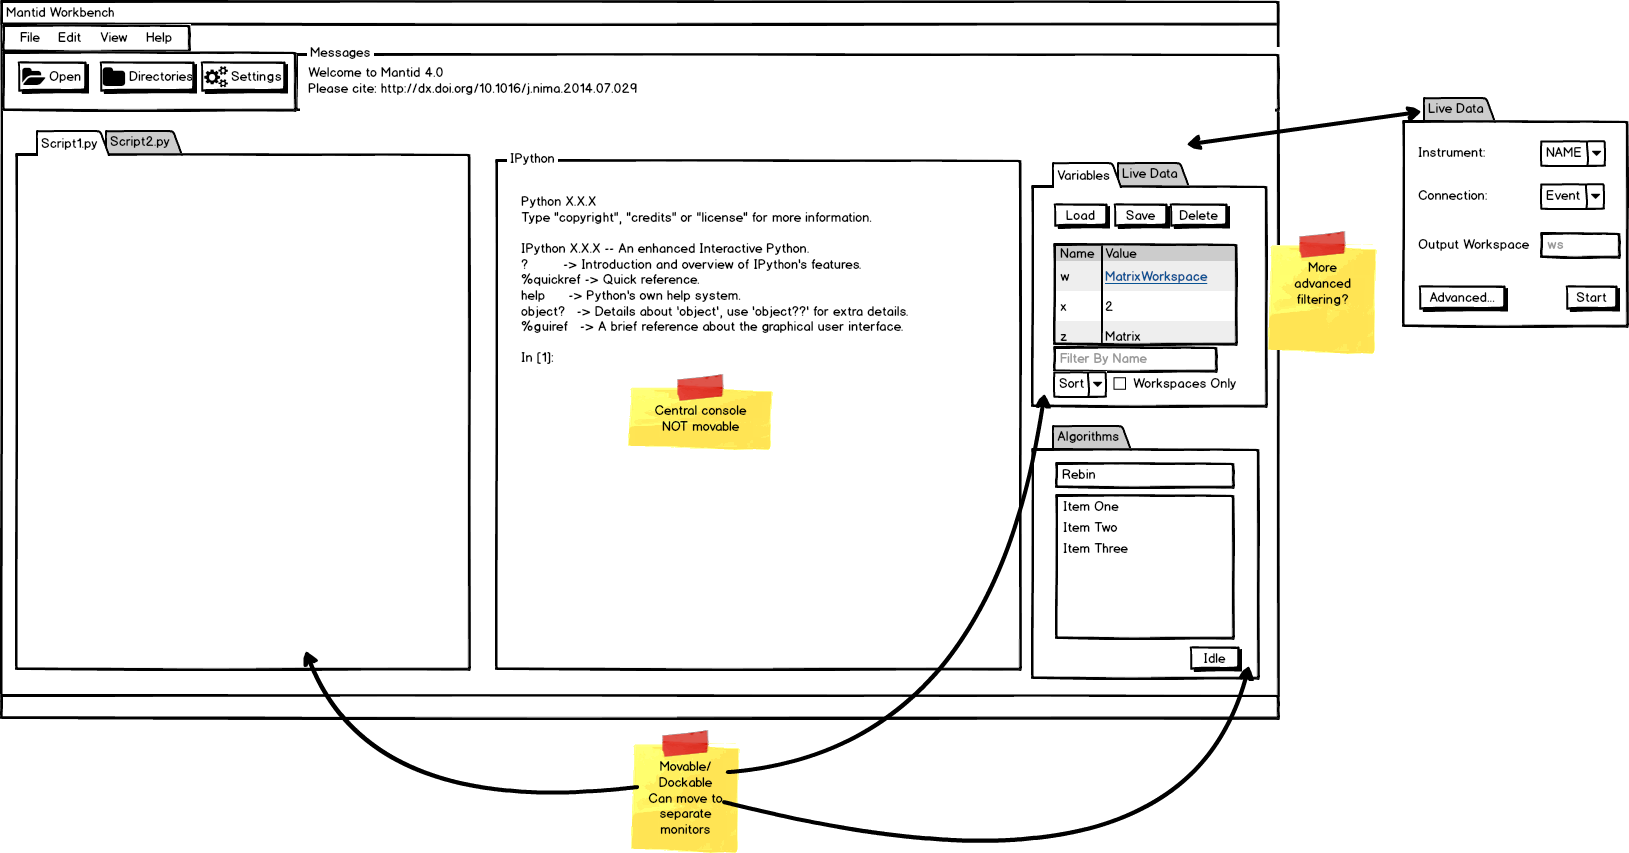 Mantid Workbench
File Edit View Help
Open Directories Settings
Messages
Welcome to Mantid 4.0
Please cite: http://dx.doi.org/10.1016/j.nima.2014.07.029
Script1.py Script2.py
IPython
Python X.X.X
Type "copyright", "credits" or "license" for more information.
IPython X.X.X -- An enhanced Interactive Python.
? -> Introduction and overview of IPython's features.
%quickref -> Quick reference.
help -> Python's own help system.
object? -> Details about 'object', use 'object??' for extra details.
%guiref -> A brief reference about the graphical user interface.
In [1]:
Central console
NOT movable
Variables Live Data
Load Save Delete
Name Value
w MatrixWorkspace
x 2
z Matrix
Filter By Name
Sort Workspaces Only
Algorithms
Rebin
Item One
Item Two
Item Three
Idle
More
advanced
filtering?
Live Data
Instrument: NAME
Connection: Event
Output Workspace ws
Advanced... Start
Movable/
Dockable
Can move to
separate
monitors